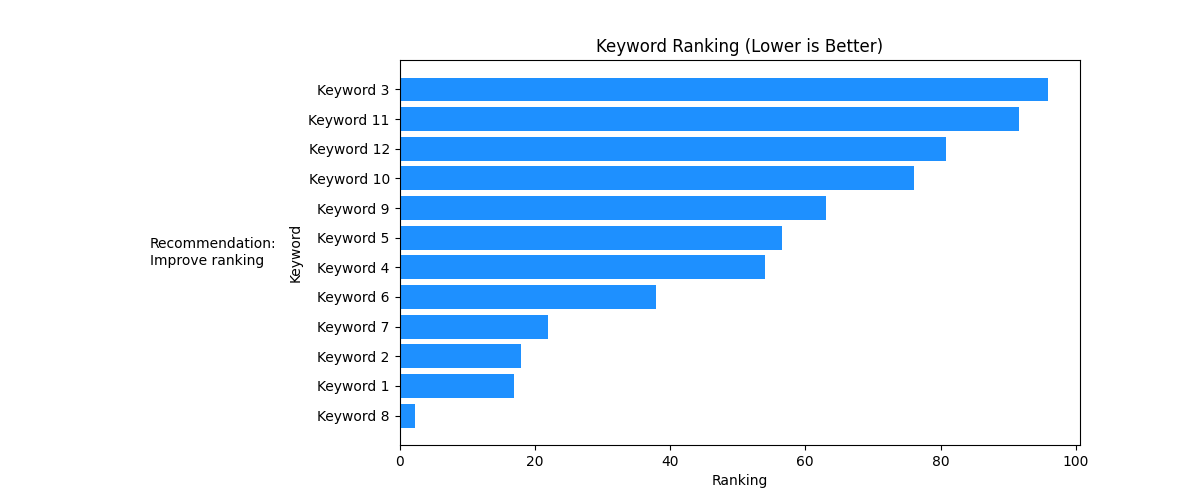 Keyword Ranking (Lower is Better)
Keyword 3
Keyword 11
Keyword 12
Keyword 10
Keyword 9
Keyword 5
Keyword 4
Keyword 6
Keyword 7
Keyword 2
Keyword 1
Keyword 8
Keyword
Recommendation:
Improve ranking
0 20 40 60 80 100
Ranking